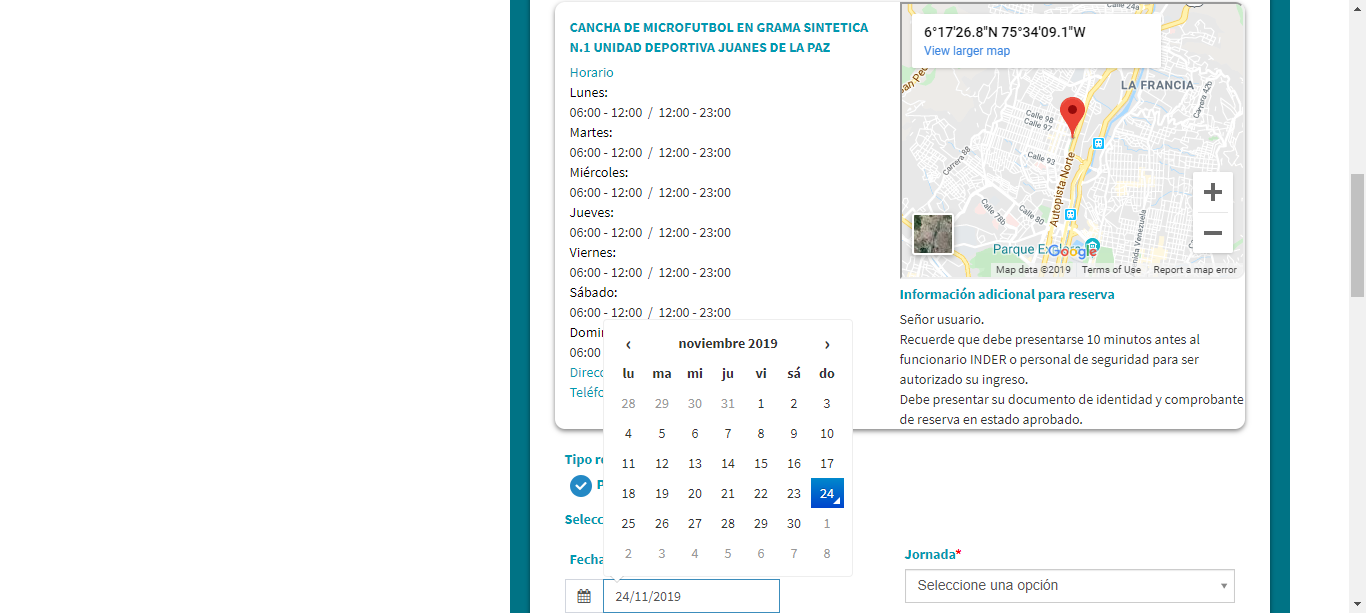 CANCHA DE MICROFUTBOL EN GRAMA SINTETICA
N.1 UNIDAD DEPORTIVA JUANES DE LA PAZ
Horario
Lunes:
06:00 - 12:00 / 12:00 - 23:00
Martes:
06:00 - 12:00 / 12:00 - 23:00
Miércoles:
06:00 - 12:00 / 12:00 - 23:00
Jueves:
06:00 - 12:00 / 12:00 - 23:00
Viernes:
06:00 - 12:00 / 12:00 - 23:00
Sábado:
06:00 - 12:00 / 12:00 - 23:00
Domin
06:00
Direcc
Teléfo
6°17'26.8"N 75°34'09.1"W
View larger map
Calle 24a
LA FRANCIA
Carrera 42b
Calle 98
Calle 97
Carrera 88
Calle 93
Autopista Norte
Calle 78b
Calle 80
Parque Explora
Google
Map data ©2019 Terms of Use Report a map error
Información adicional para reserva
Señor usuario.
Recuerde que debe presentarse 10 minutos antes al
funcionario INDER o personal de seguridad para ser
autorizado su ingreso.
Debe presentar su documento de identidad y comprobante
de reserva en estado aprobado.
‹ noviembre 2019 ›
lu ma mi ju vi sá do
28 29 30 31 1 2 3
4 5 6 7 8 9 10
11 12 13 14 15 16 17
18 19 20 21 22 23 24
25 26 27 28 29 30 1
2 3 4 5 6 7 8
Tipo re
P
Selecc
Fecha
24/11/2019
Jornada*
Seleccione una opción